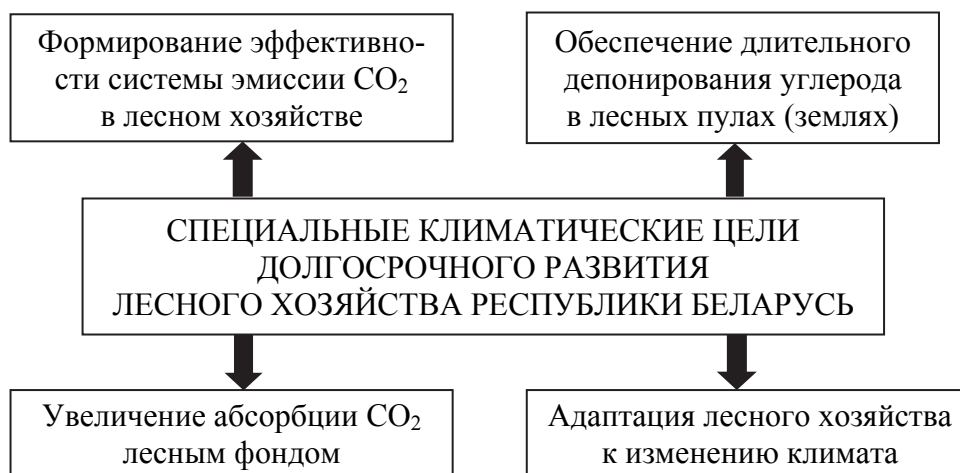 Формирование эффективно-
сти системы эмиссии CO₂
в лесном хозяйстве
Обеспечение длительного
депонирования углерода
в лесных пулах (землях)
СПЕЦИАЛЬНЫЕ КЛИМАТИЧЕСКИЕ ЦЕЛИ
ДОЛГОСРОЧНОГО РАЗВИТИЯ
ЛЕСНОГО ХОЗЯЙСТВА РЕСПУБЛИКИ БЕЛАРУСЬ
Увеличение абсорбции CO₂
лесным фондом
Адаптация лесного хозяйства
к изменению климата